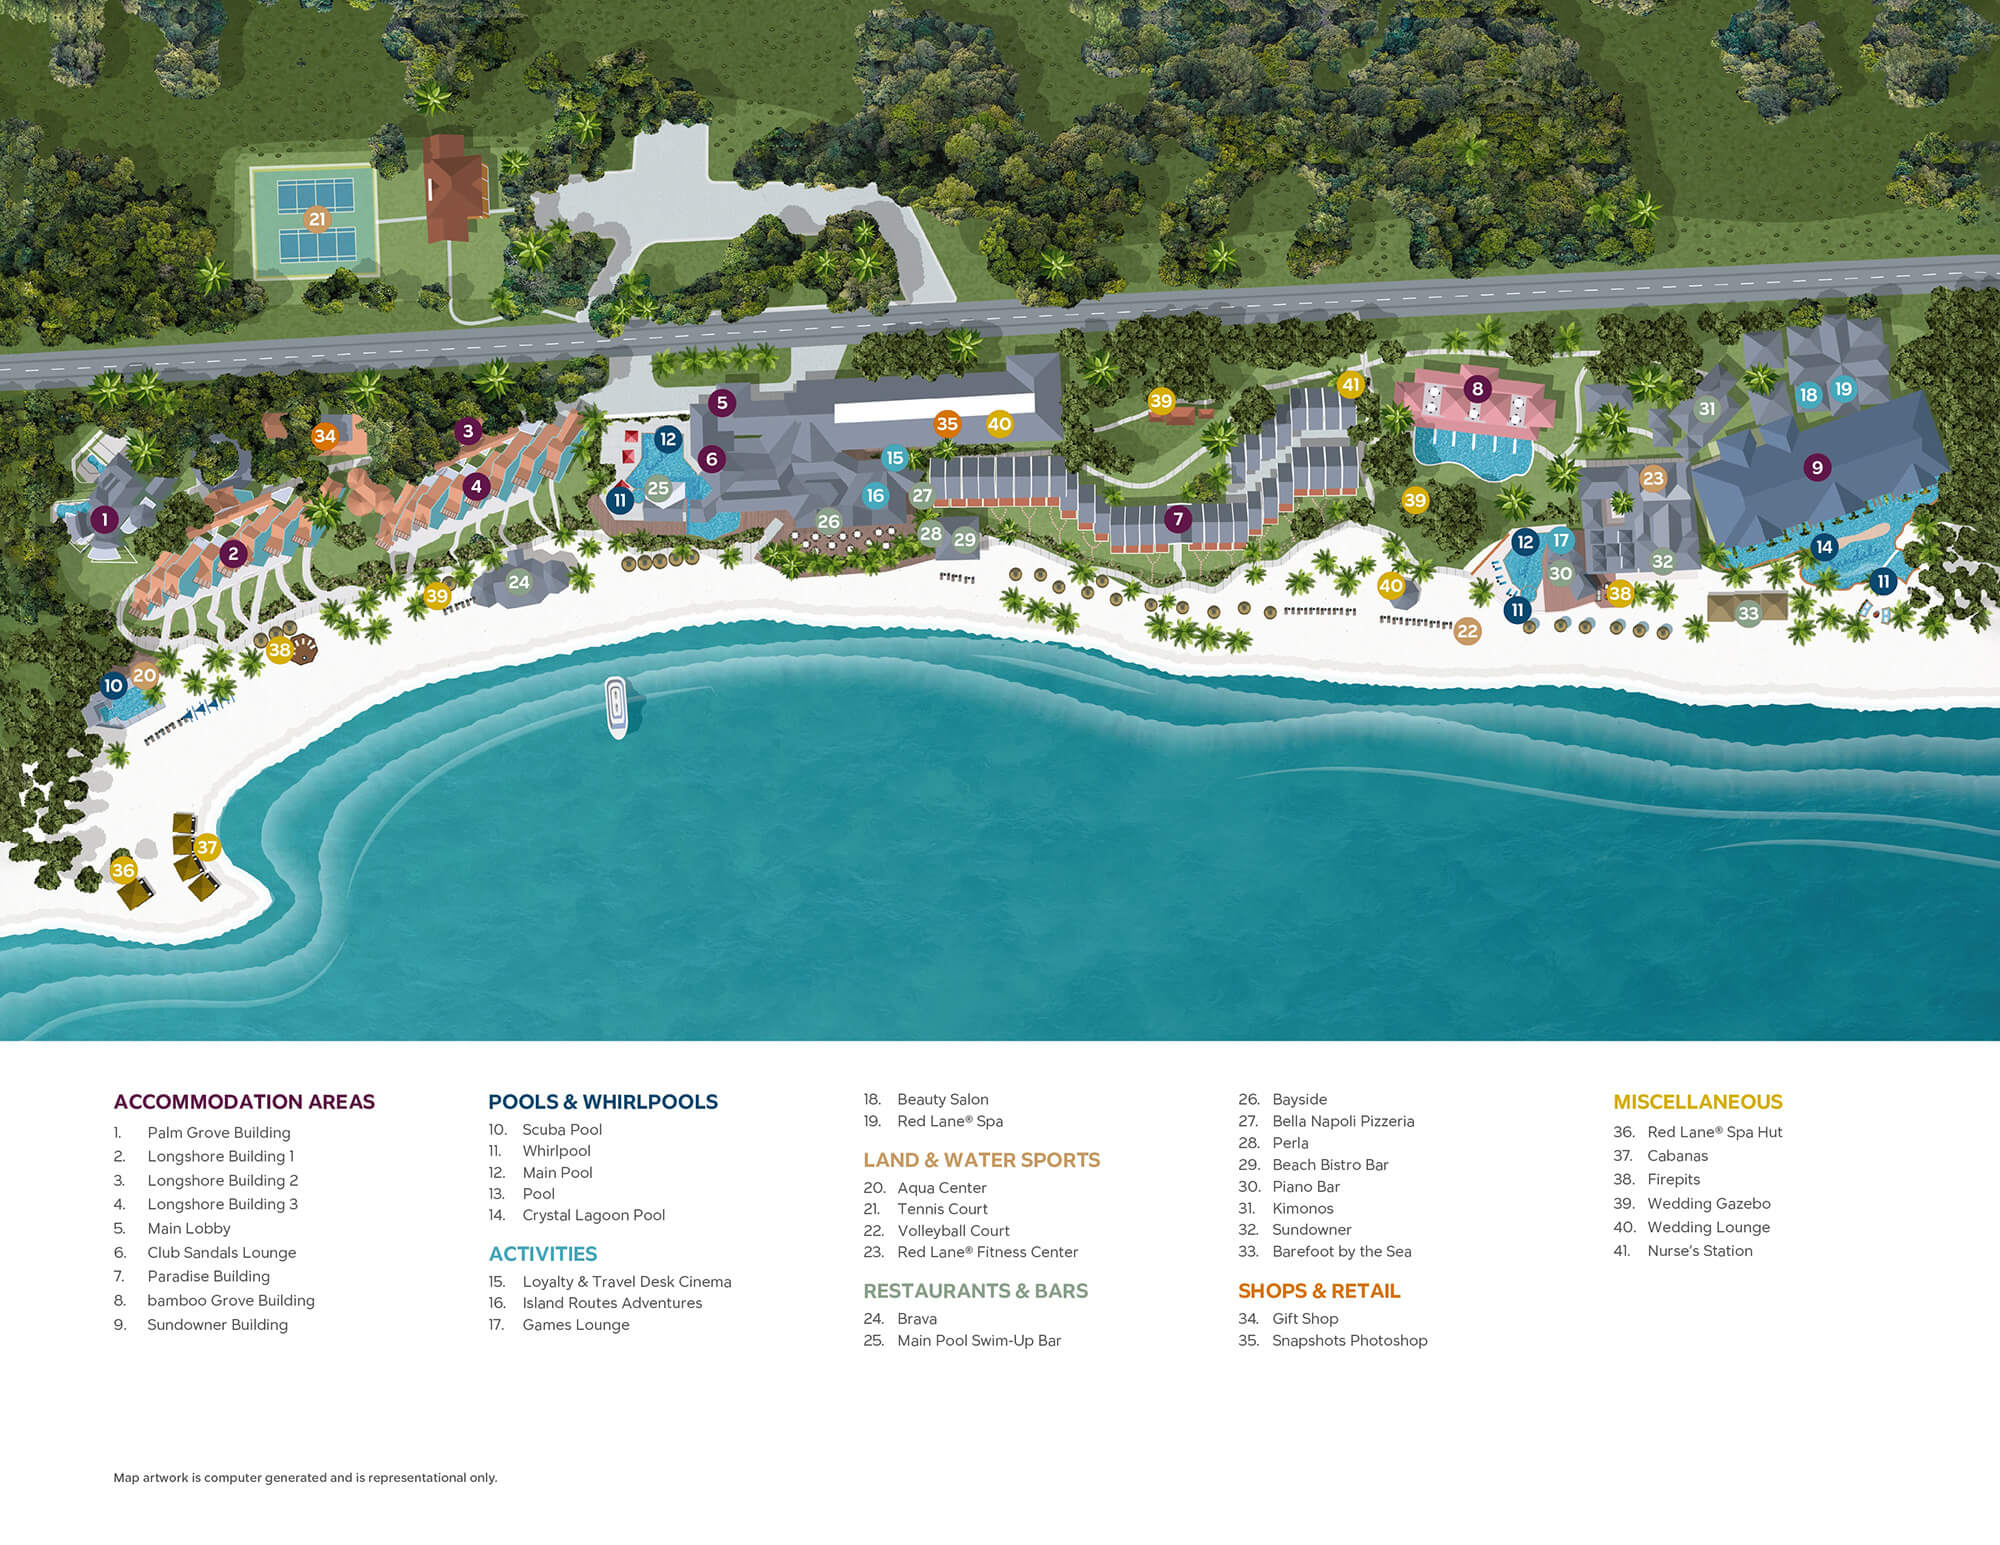 21
41
39
8
5
18
19
31
35
40
3
34
12
6
15
9
23
4
25
16
11
27
39
1
7
26
28
29
12
17
14
2
30
32
24
11
40
38
39
11
33
22
38
20
10
37
36
ACCOMMODATION AREAS
1. Palm Grove Building
2. Longshore Building 1
3. Longshore Building 2
4. Longshore Building 3
5. Main Lobby
6. Club Sandals Lounge
7. Paradise Building
8. bamboo Grove Building
9. Sundowner Building
POOLS & WHIRLPOOLS
10. Scuba Pool
11. Whirlpool
12. Main Pool
13. Pool
14. Crystal Lagoon Pool
ACTIVITIES
15. Loyalty & Travel Desk Cinema
16. Island Routes Adventures
17. Games Lounge
18. Beauty Salon
19. Red Lane® Spa
LAND & WATER SPORTS
20. Aqua Center
21. Tennis Court
22. Volleyball Court
23. Red Lane® Fitness Center
RESTAURANTS & BARS
24. Brava
25. Main Pool Swim-Up Bar
26. Bayside
27. Bella Napoli Pizzeria
28. Perla
29. Beach Bistro Bar
30. Piano Bar
31. Kimonos
32. Sundowner
33. Barefoot by the Sea
SHOPS & RETAIL
34. Gift Shop
35. Snapshots Photoshop
MISCELLANEOUS
36. Red Lane® Spa Hut
37. Cabanas
38. Firepits
39. Wedding Gazebo
40. Wedding Lounge
41. Nurse's Station
Map artwork is computer generated and is representational only.